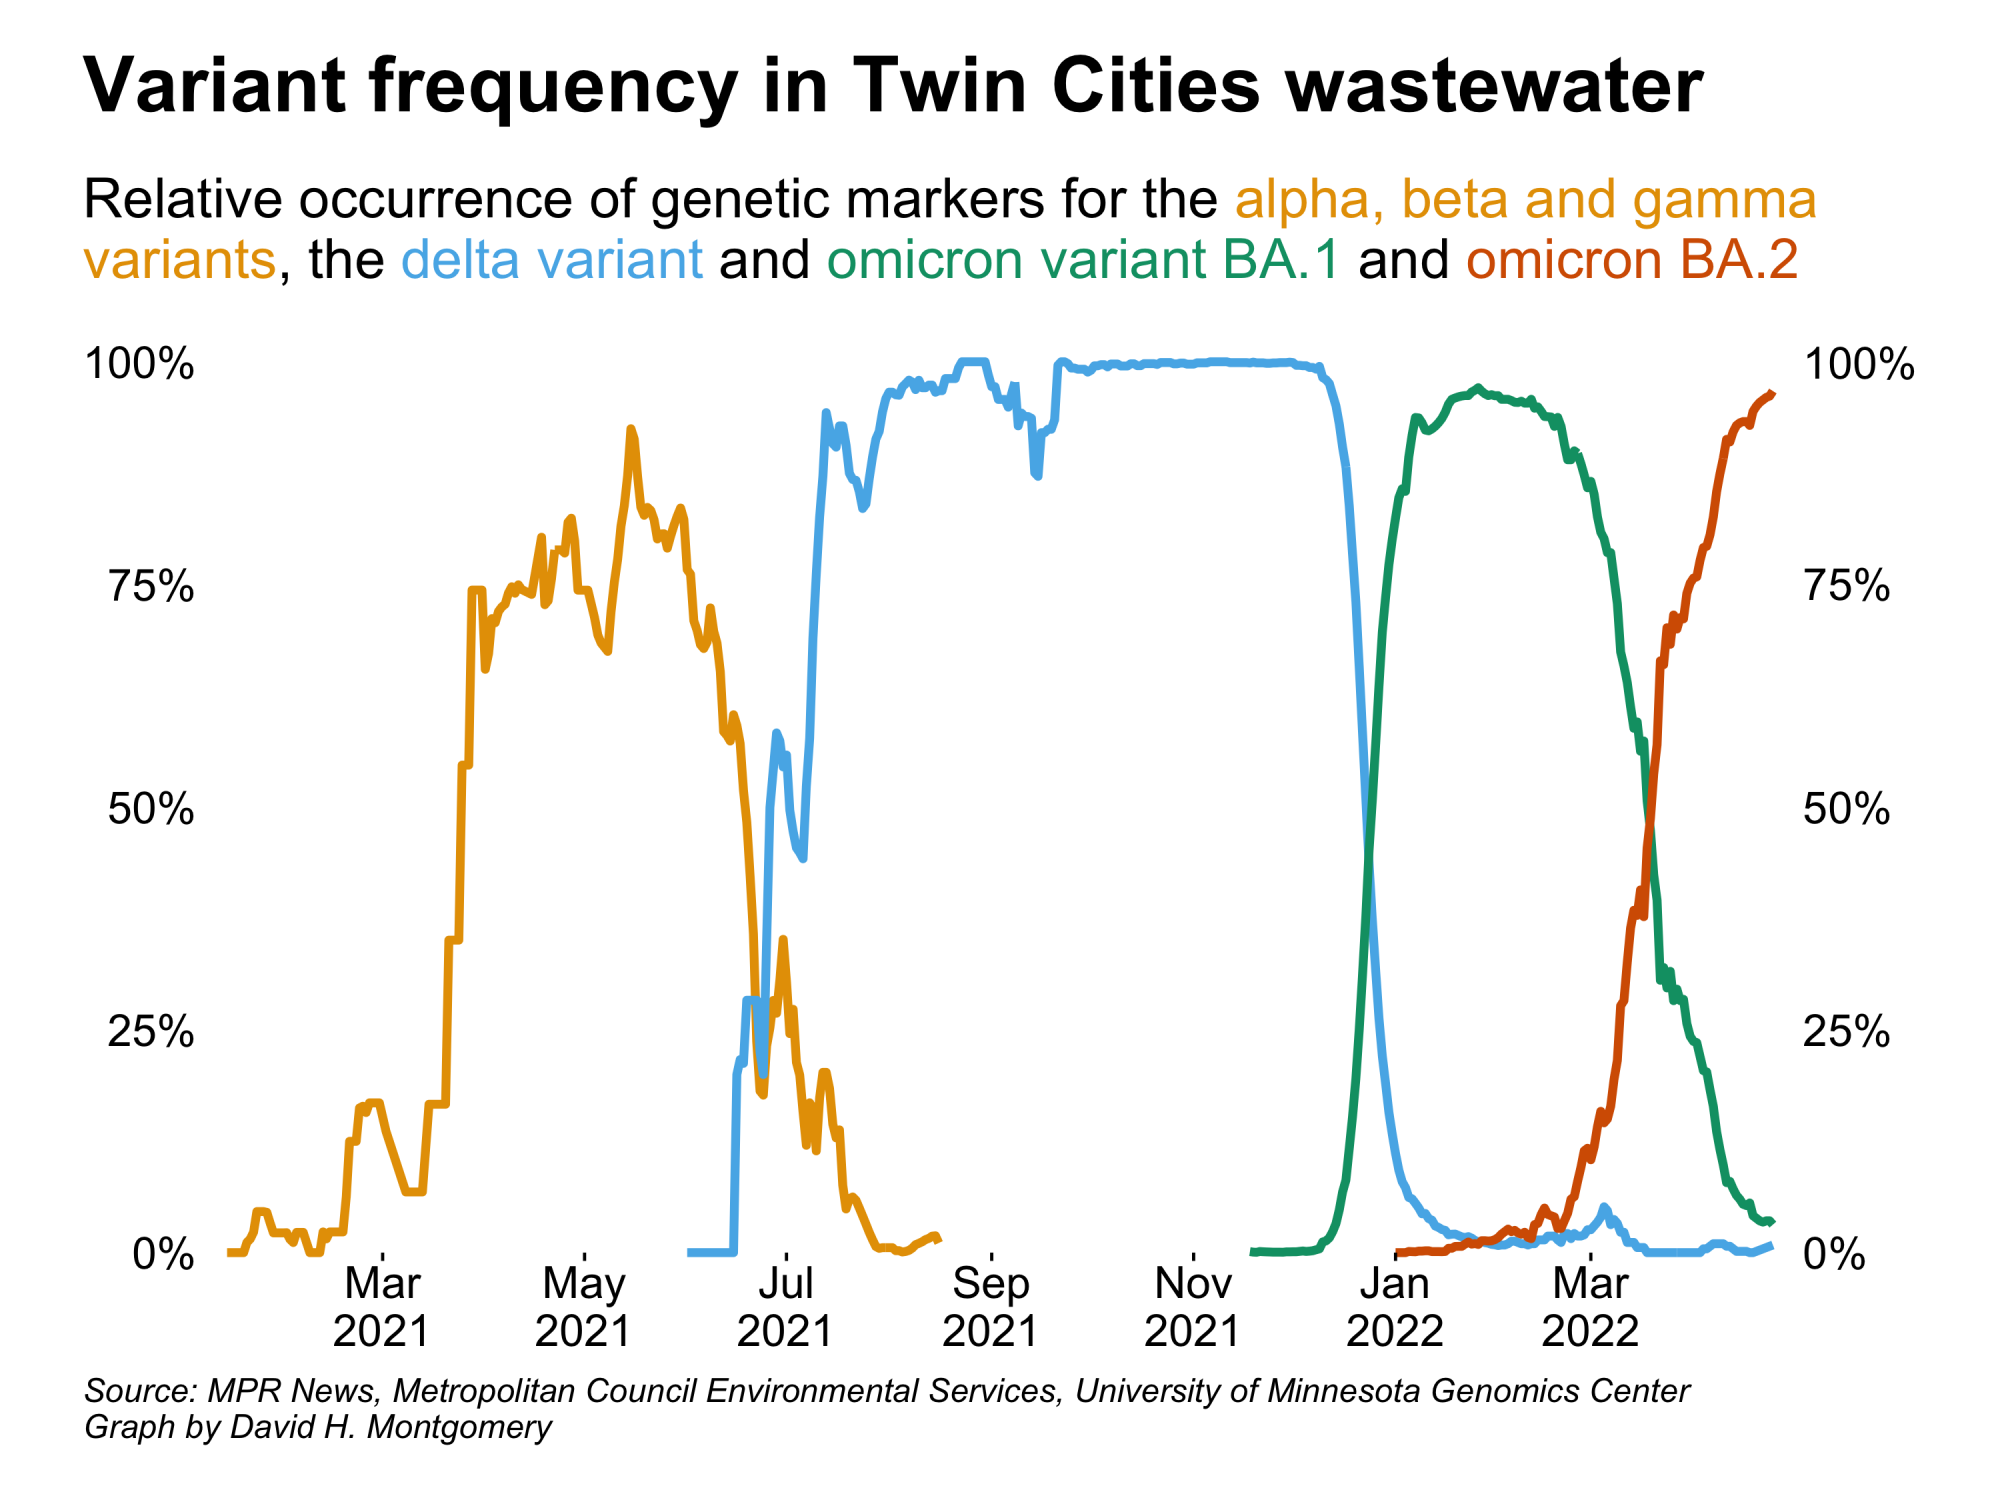 Variant frequency in Twin Cities wastewater
Relative occurrence of genetic markers for the alpha, beta and gamma
variants, the delta variant and omicron variant BA.1 and omicron BA.2
100% 100%
75% 75%
50% 50%
25% 25%
0% 0%
Mar May Jul Sep Nov Jan Mar
2021 2021 2021 2021 2021 2022 2022
Source: MPR News, Metropolitan Council Environmental Services, University of Minnesota Genomics Center
Graph by David H. Montgomery